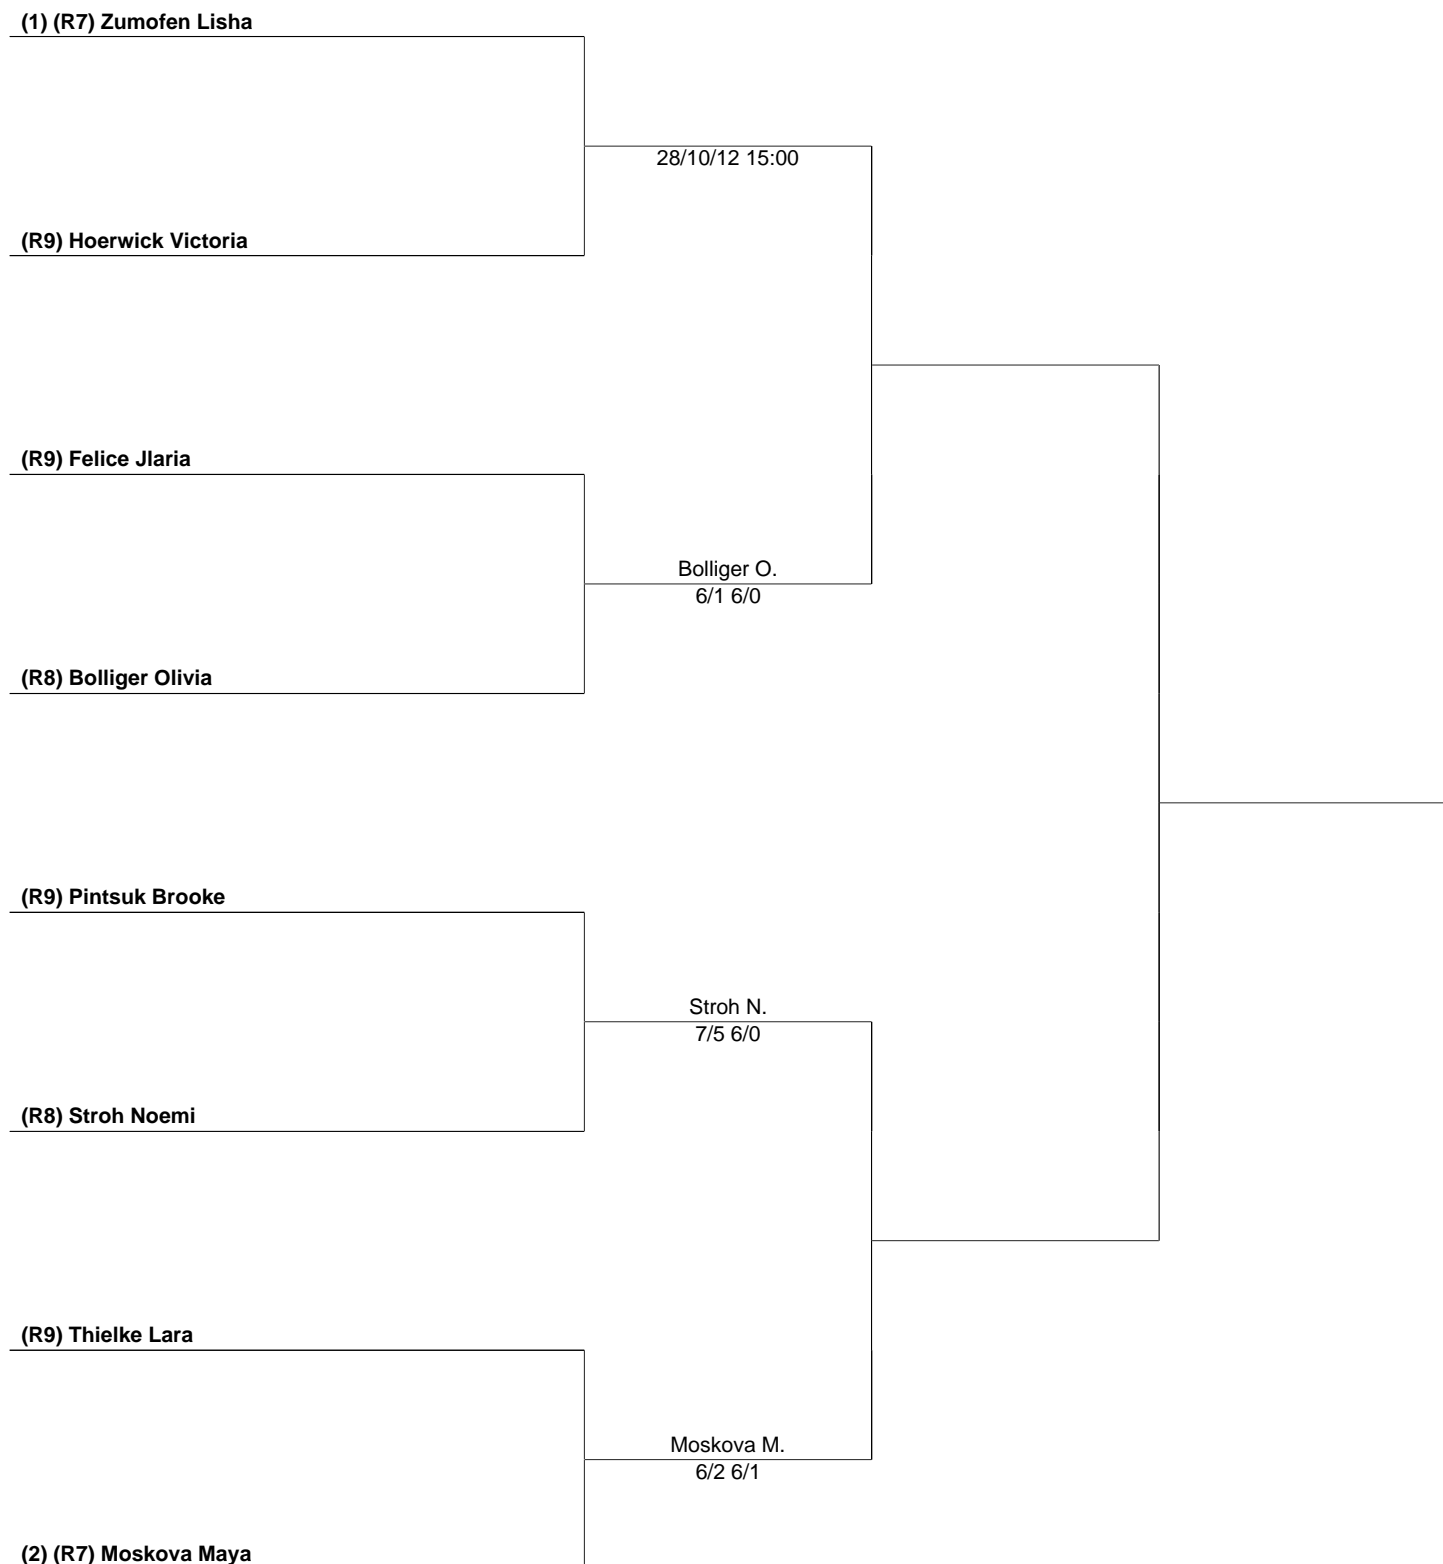 (1) (R7) Zumofen Lisha
28/10/12 15:00
(R9) Hoerwick Victoria
(R9) Felice Jlaria
Bolliger O.
6/1 6/0
(R8) Bolliger Olivia
(R9) Pintsuk Brooke
Stroh N.
7/5 6/0
(R8) Stroh Noemi
(R9) Thielke Lara
Moskova M.
6/2 6/1
(2) (R7) Moskova Maya